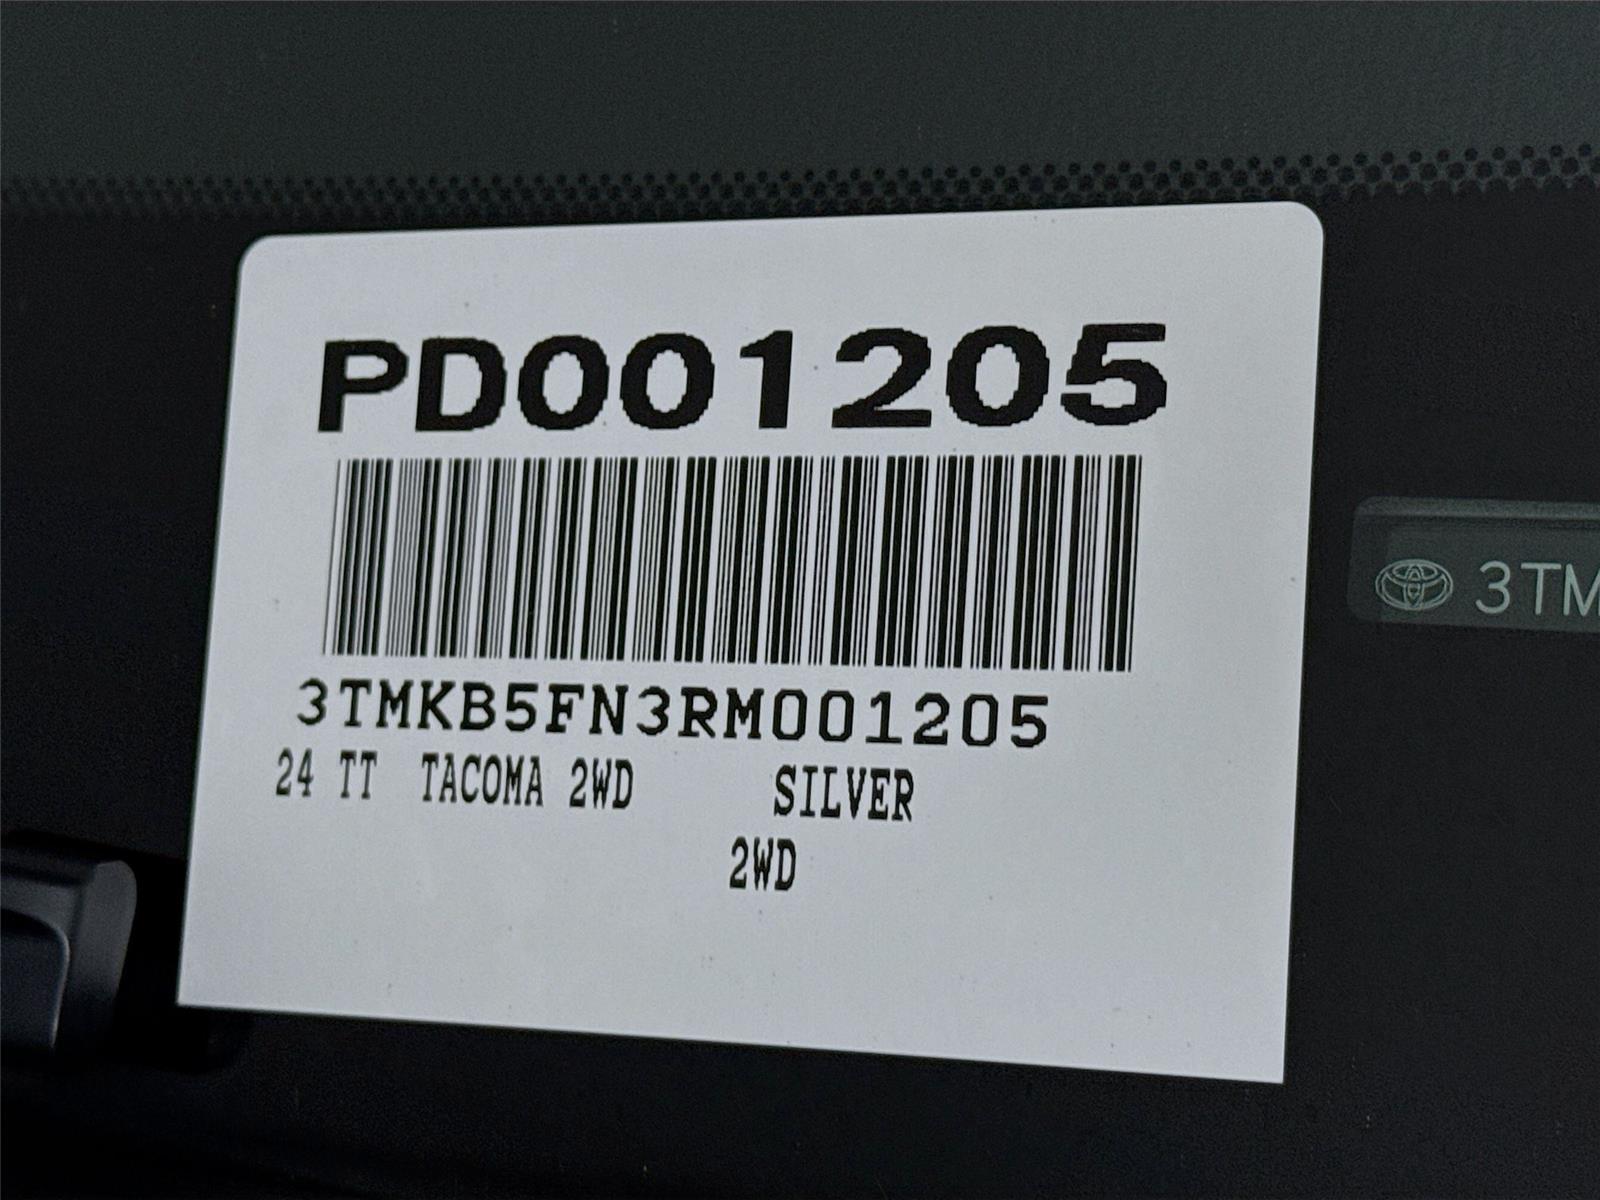 PD001205
3TMKB5FN3RM001205
24 TT TACOMA 2WD SILVER
2WD
3TM